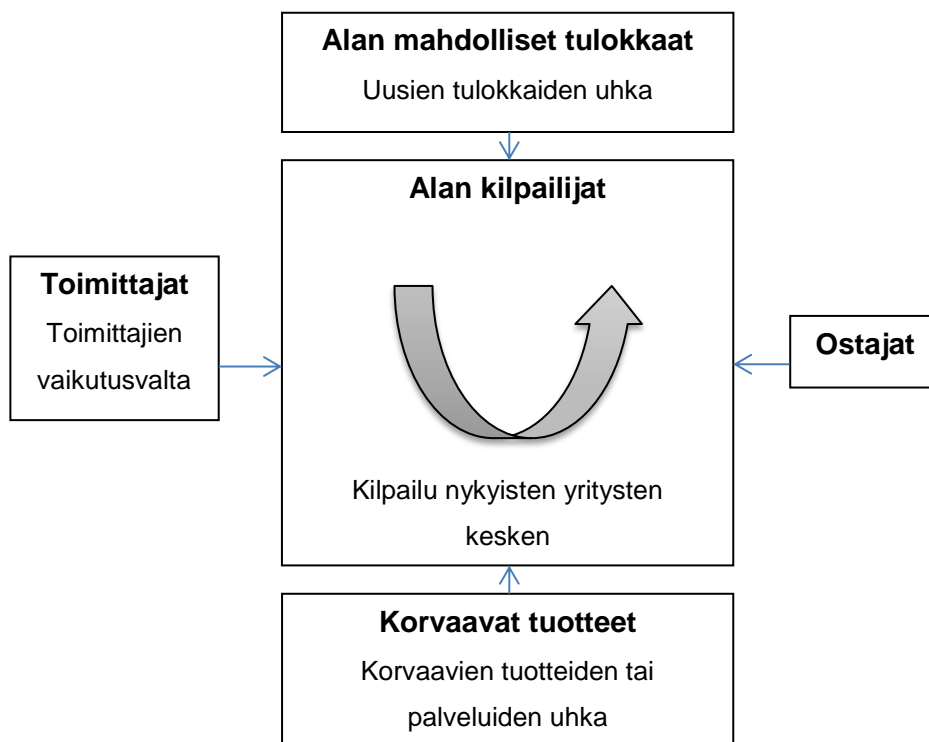 Alan mahdolliset tulokkaat
Uusien tulokkaiden uhka
Alan kilpailijat
Toimittajat
Toimittajien
vaikutusvalta
Ostajat
Kilpailu nykyisten yritysten
kesken
Korvaavat tuotteet
Korvaavien tuotteiden tai
palveluiden uhka